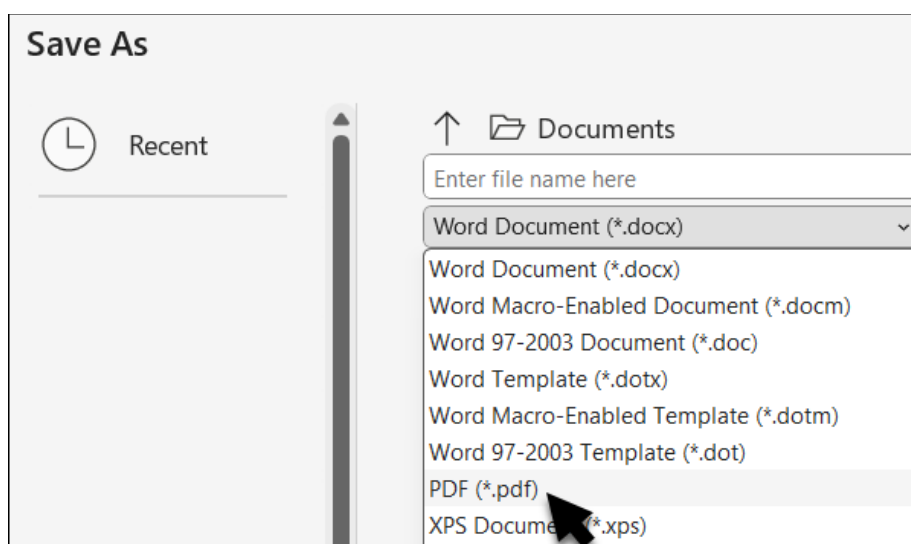 Save As
Recent
Documents
Enter file name here
Word Document (*.docx)
Word Document (*.docx)
Word Macro-Enabled Document (*.docm)
Word 97-2003 Document (*.doc)
Word Template (*.dotx)
Word Macro-Enabled Template (*.dotm)
Word 97-2003 Template (*.dot)
PDF (*.pdf)
XPS Document (*.xps)